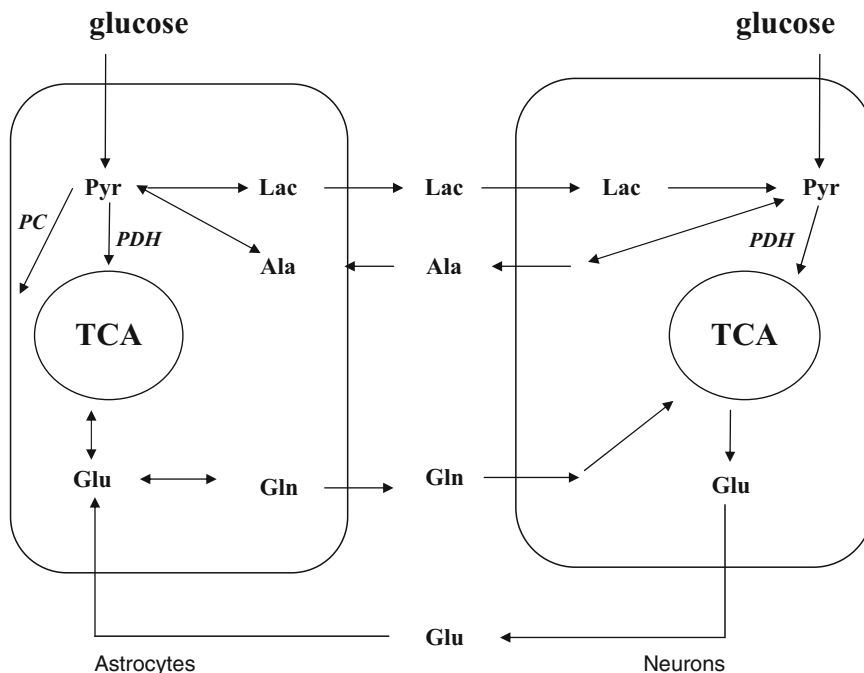 glucose glucose
Pyr Lac Lac Lac Pyr
PC PDH PDH
Ala Ala
TCA TCA
Glu Gln Gln Glu
Glu
Astrocytes Neurons